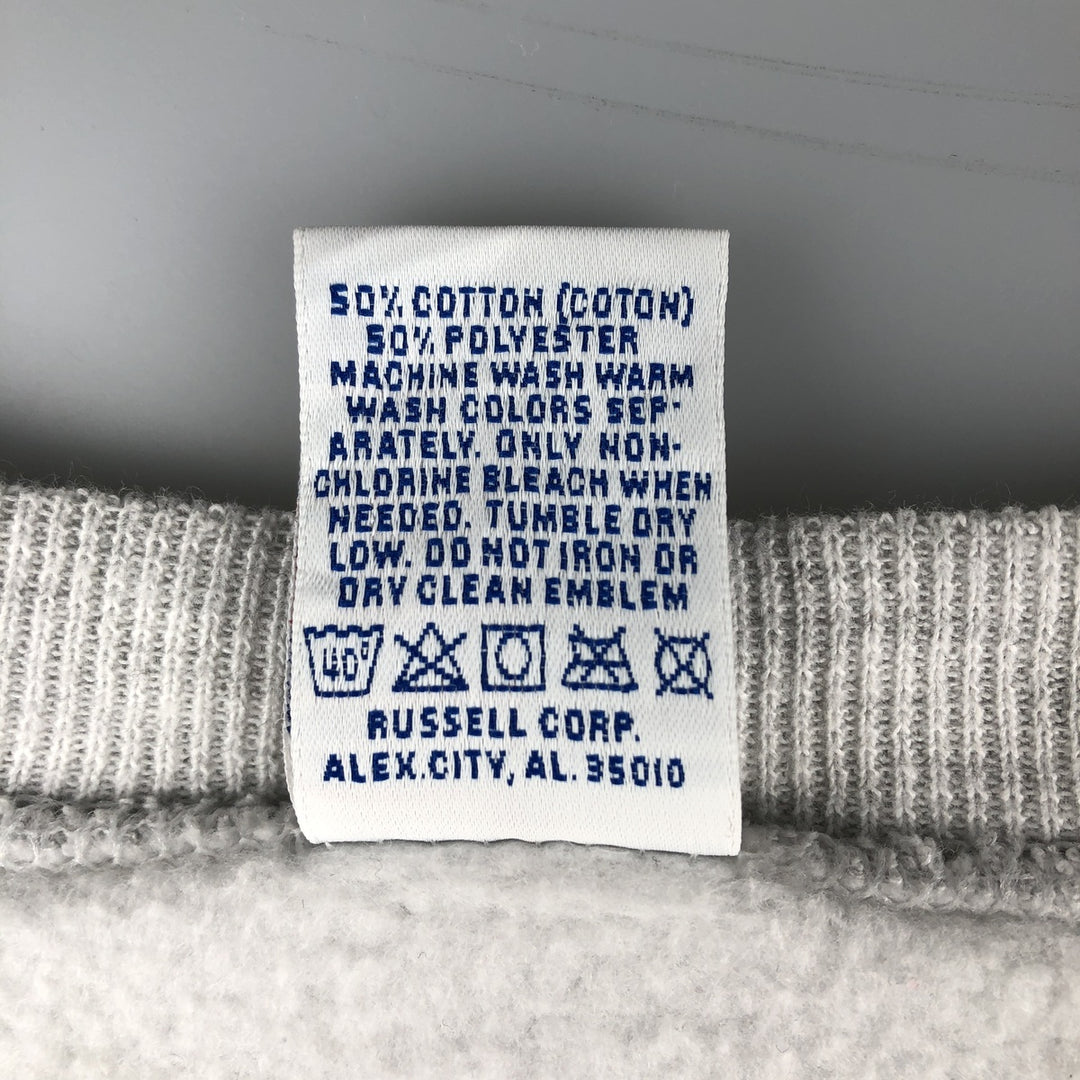 50% COTTON (COTON)
50% POLYESTER
MACHINE WASH WARM
WASH COLORS SEP-
ARATELY. ONLY NON-
CHLORINE BLEACH WHEN
NEEDED. TUMBLE DRY
LOW. DO NOT IRON OR
DRY CLEAN EMBLEM
40°
RUSSELL CORP.
ALEX.CITY, AL. 35010